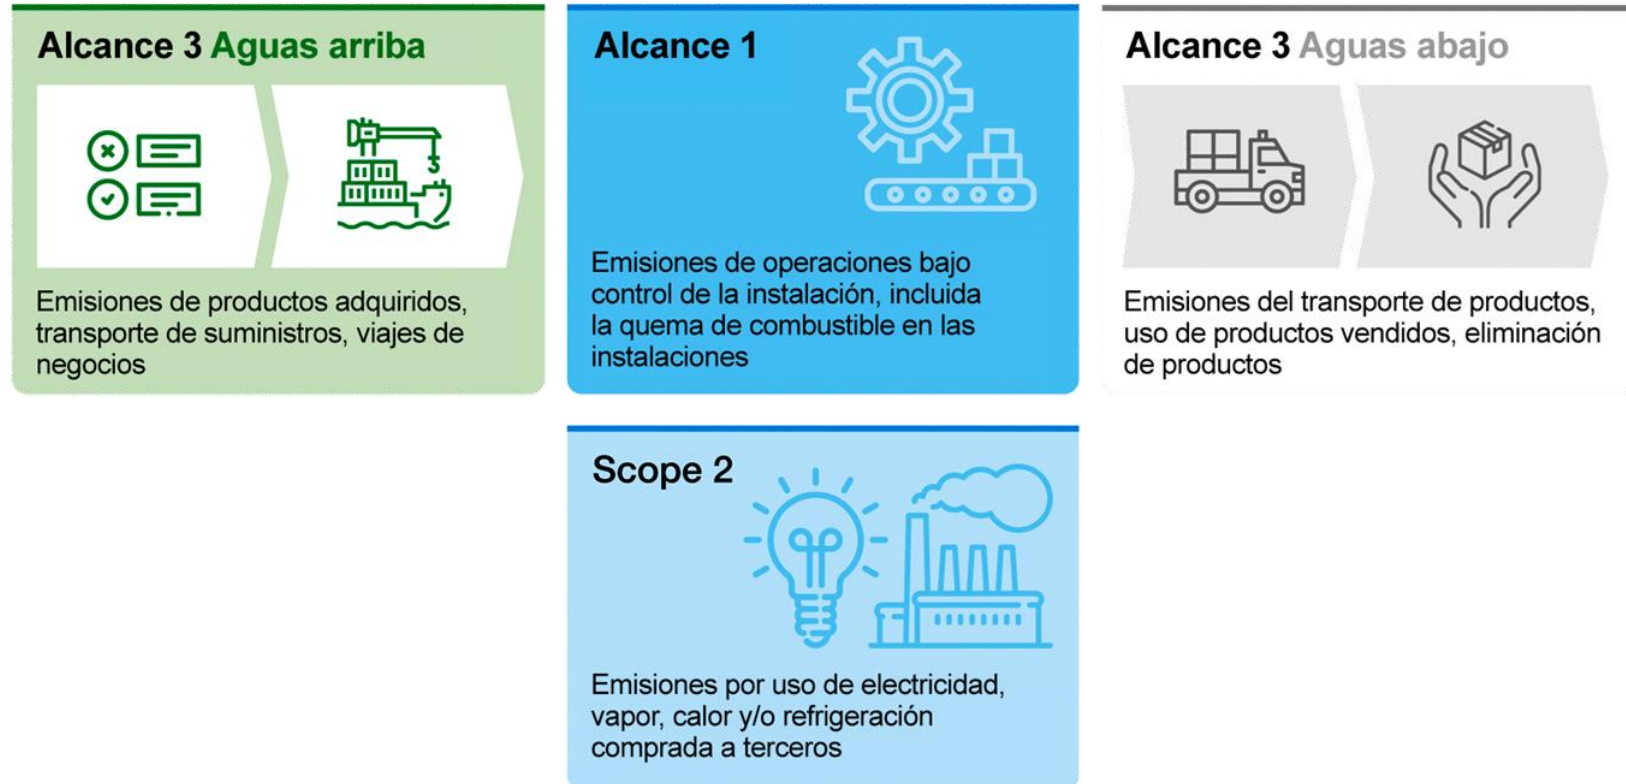 Alcance 3 Aguas arriba
Emisiones de productos adquiridos,
transporte de suministros, viajes de
negocios
Alcance 1
Emisiones de operaciones bajo
control de la instalación, incluida
la quema de combustible en las
instalaciones
Alcance 3 Aguas abajo
Emisiones del transporte de productos,
uso de productos vendidos, eliminación
de productos
Scope 2
Emisiones por uso de electricidad,
vapor, calor y/o refrigeración
comprada a terceros